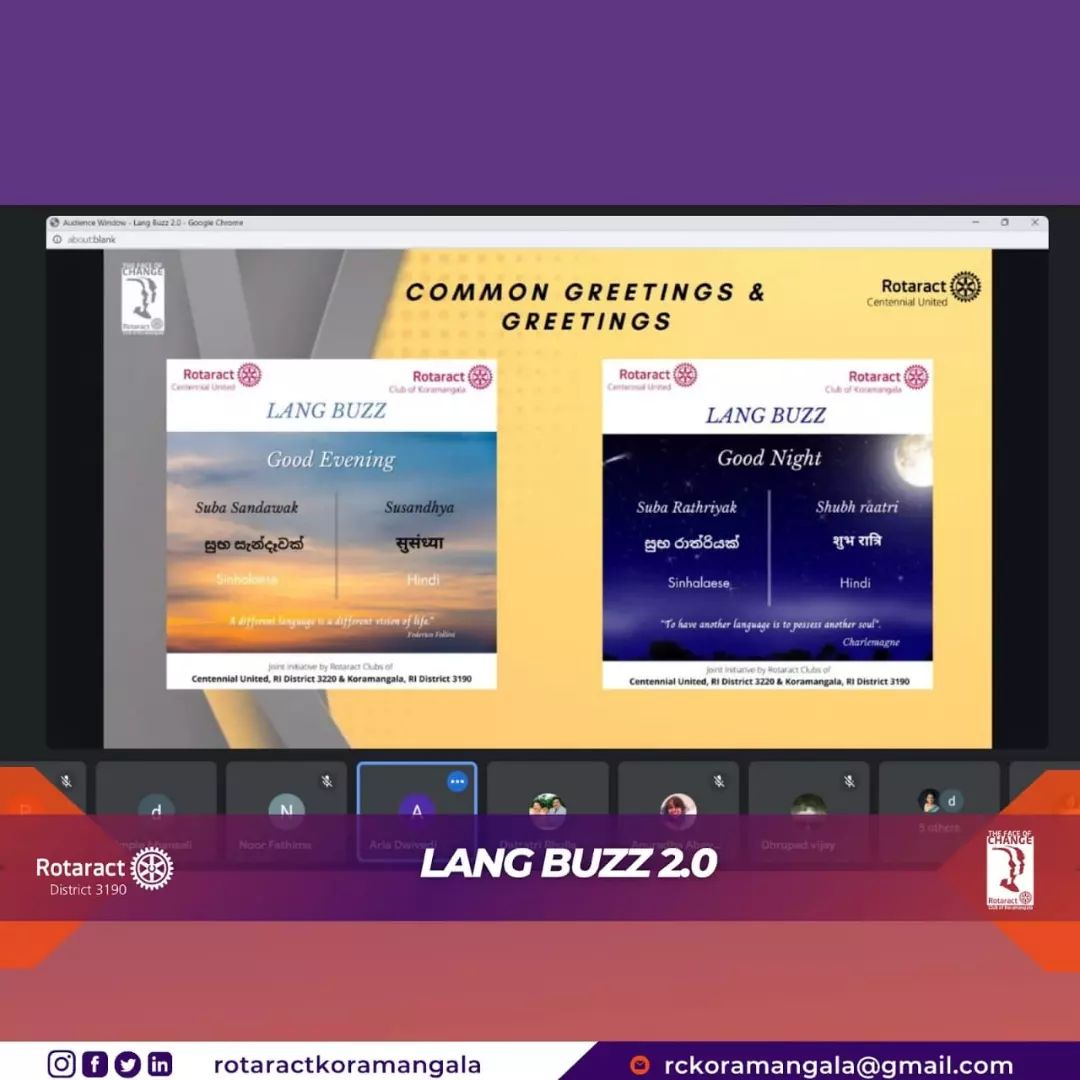 Audience Window - Lang Buzz 2.0 - Google Chrome
about:blank
THE FACE OF
CHANGE
Rotaract
COMMON GREETINGS &
GREETINGS
Rotaract
Centennial United
Rotaract
Centennial United
Rotaract
Club of Koramangala
LANG BUZZ
Good Evening
Suba Sandawak
Susandhya
සුභ සැන්දෑවක්
सुसंध्या
Sinhalaese
Hindi
A different language is a different vision of life."
Federico Fellini
Joint Initiative by Rotaract Clubs of
Centennial United, RI District 3220 & Koramangala, RI District 3190
Rotaract
Centennial United
Rotaract
Club of Koramangala
LANG BUZZ
Good Night
Suba Rathriyak
Shubh raatri
සුභ රාත්රියක්
शुभ रात्रि
Sinhalaese
Hindi
"To have another language is to possess another soul".
Charlemagne
Joint Initiative by Rotaract Clubs of
Centennial United, RI District 3220 & Koramangala, RI District 3190
d
N
A
d
Noor Fathima
Aria Dwivedi
Dhrupad vijay
5 others
Rotaract
District 3190
LANG BUZZ 2.0
THE FACE OF
CHANGE
Rotaract
Club of Koramangala
rotaractkoramangala
rckoramangala@gmail.com